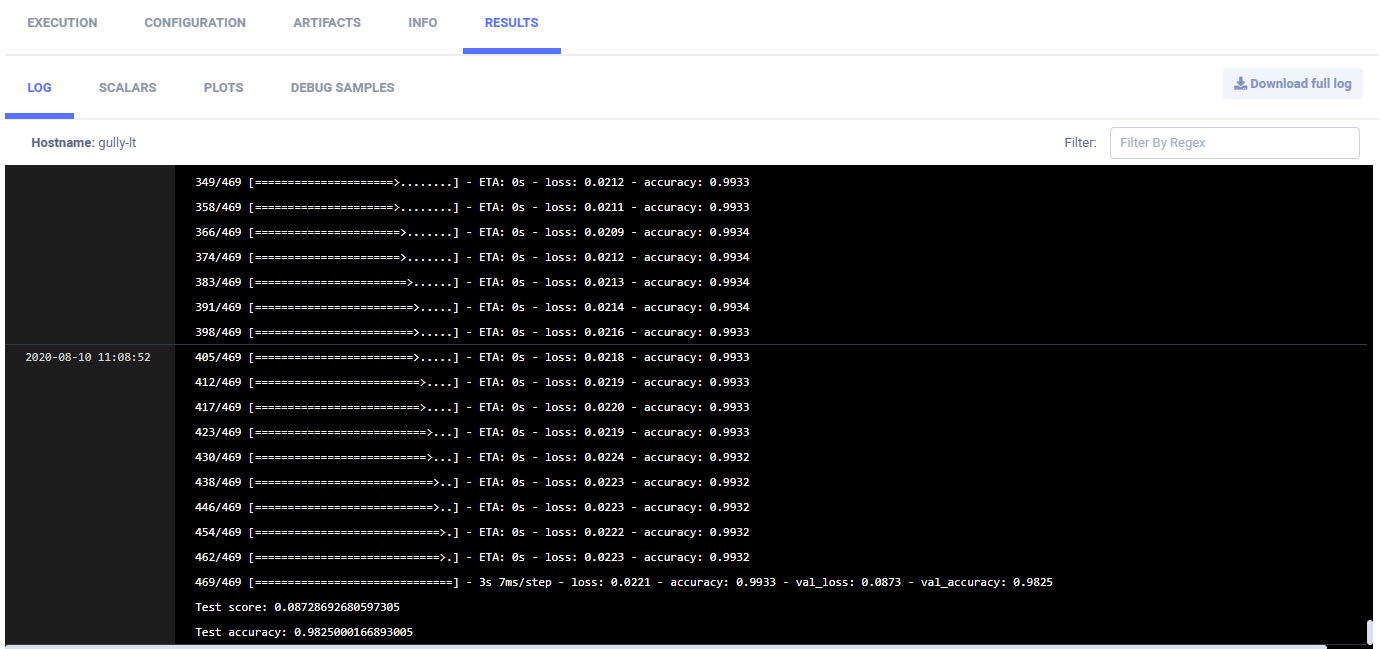 EXECUTION CONFIGURATION ARTIFACTS INFO RESULTS
LOG SCALARS PLOTS DEBUG SAMPLES Download full log
Hostname: gully-lt Filter: Filter By Regex
349/469 [=====================>........] - ETA: 0s - loss: 0.0212 - accuracy: 0.9933
358/469 [=====================>........] - ETA: 0s - loss: 0.0211 - accuracy: 0.9933
366/469 [======================>.......] - ETA: 0s - loss: 0.0209 - accuracy: 0.9934
374/469 [======================>.......] - ETA: 0s - loss: 0.0212 - accuracy: 0.9934
383/469 [=======================>......] - ETA: 0s - loss: 0.0213 - accuracy: 0.9934
391/469 [========================>.....] - ETA: 0s - loss: 0.0214 - accuracy: 0.9934
398/469 [========================>.....] - ETA: 0s - loss: 0.0216 - accuracy: 0.9933
2020-08-10 11:08:52 405/469 [========================>.....] - ETA: 0s - loss: 0.0218 - accuracy: 0.9933
412/469 [=========================>....] - ETA: 0s - loss: 0.0219 - accuracy: 0.9933
417/469 [=========================>....] - ETA: 0s - loss: 0.0220 - accuracy: 0.9933
423/469 [==========================>...] - ETA: 0s - loss: 0.0219 - accuracy: 0.9933
430/469 [==========================>...] - ETA: 0s - loss: 0.0224 - accuracy: 0.9932
438/469 [===========================>..] - ETA: 0s - loss: 0.0223 - accuracy: 0.9932
446/469 [===========================>..] - ETA: 0s - loss: 0.0223 - accuracy: 0.9932
454/469 [============================>.] - ETA: 0s - loss: 0.0222 - accuracy: 0.9932
462/469 [============================>.] - ETA: 0s - loss: 0.0223 - accuracy: 0.9932
469/469 [==============================] - 3s 7ms/step - loss: 0.0221 - accuracy: 0.9933 - val_loss: 0.0873 - val_accuracy: 0.9825
Test score: 0.08728692680597305
Test accuracy: 0.9825000166893005